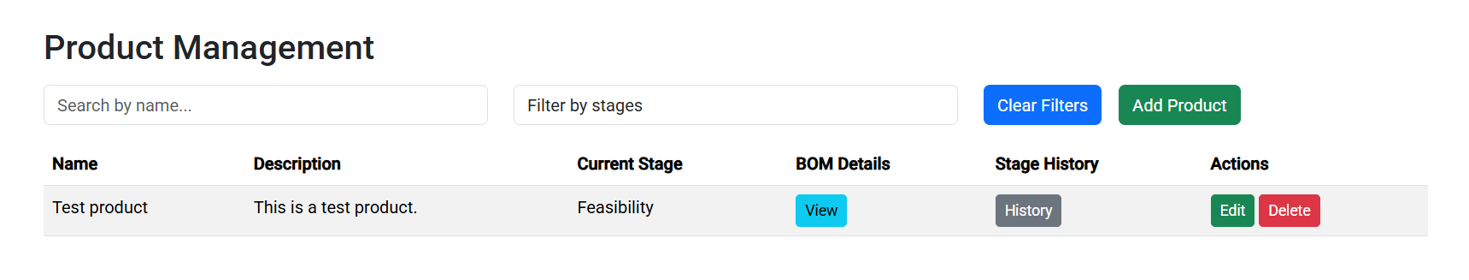 Product Management
Search by name... Filter by stages Clear Filters Add Product
Name Description Current Stage BOM Details Stage History Actions
Test product This is a test product. Feasibility View History Edit Delete